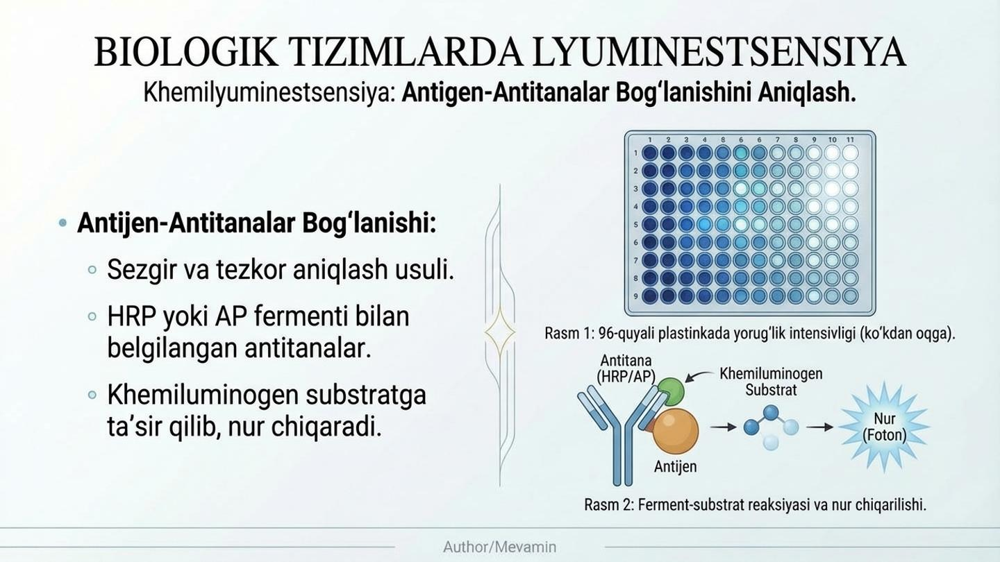 BIOLOGIK TIZIMLARDA LYUMINESTSENSIYA
Khemilyuminestsensiya: Antigen-Antitanalar Bog‘lanishini Aniqlash.
• Antijen-Antitanalar Bog‘lanishi:
◦ Sezgir va tezkor aniqlash usuli.
◦ HRP yoki AP fermenti bilan
belgilangan antitanalar.
◦ Khemiluminogen substratga
ta’sir qilib, nur chiqaradi.
1 2 3 4 8 6 6 7 8 9 10 11
1
2
3
4
5
6
7
8
9
Rasm 1: 96-quyali plastinkada yorug‘lik intensivligi (ko‘kdan oqga).
Antitana
(HRP/AP)
Khemiluminogen
Substrat
Nur
(Foton)
Antijen
Rasm 2: Ferment-substrat reaksiyasi va nur chiqarilishi.
Author/Mevamin